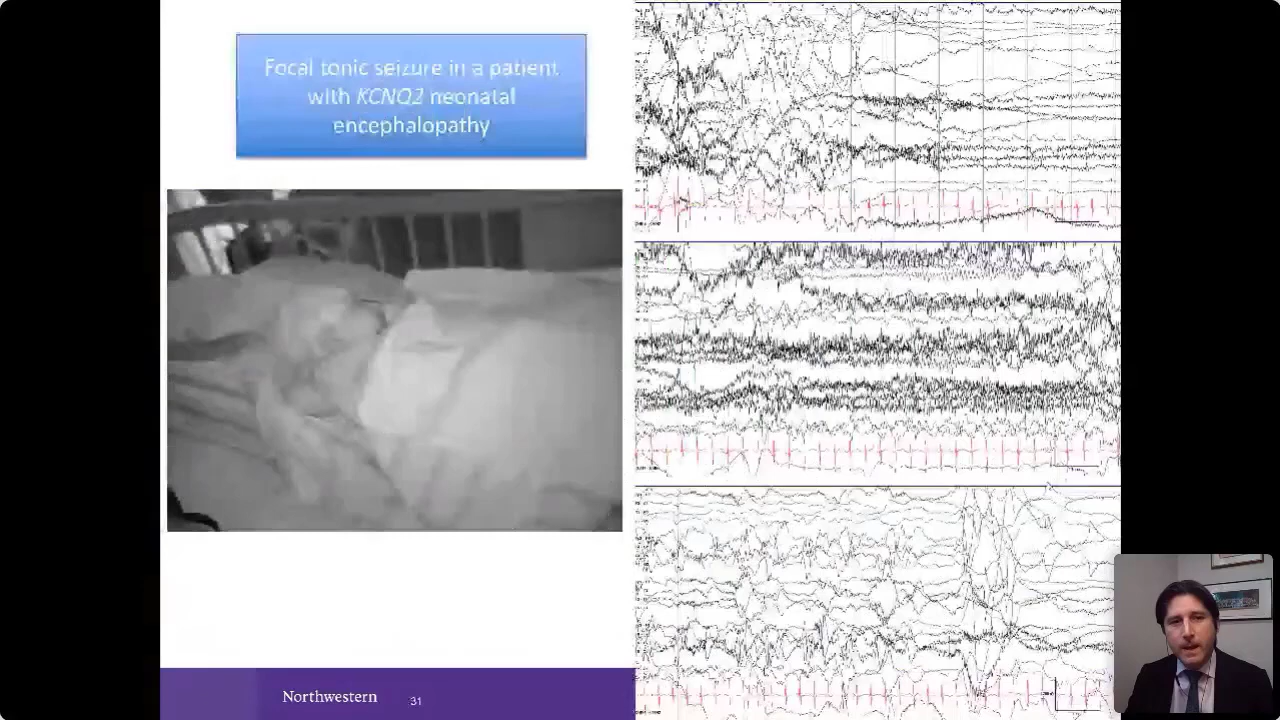 Focal tonic seizure in a patient
with KCNQ2 neonatal
encephalopathy
Northwestern
31